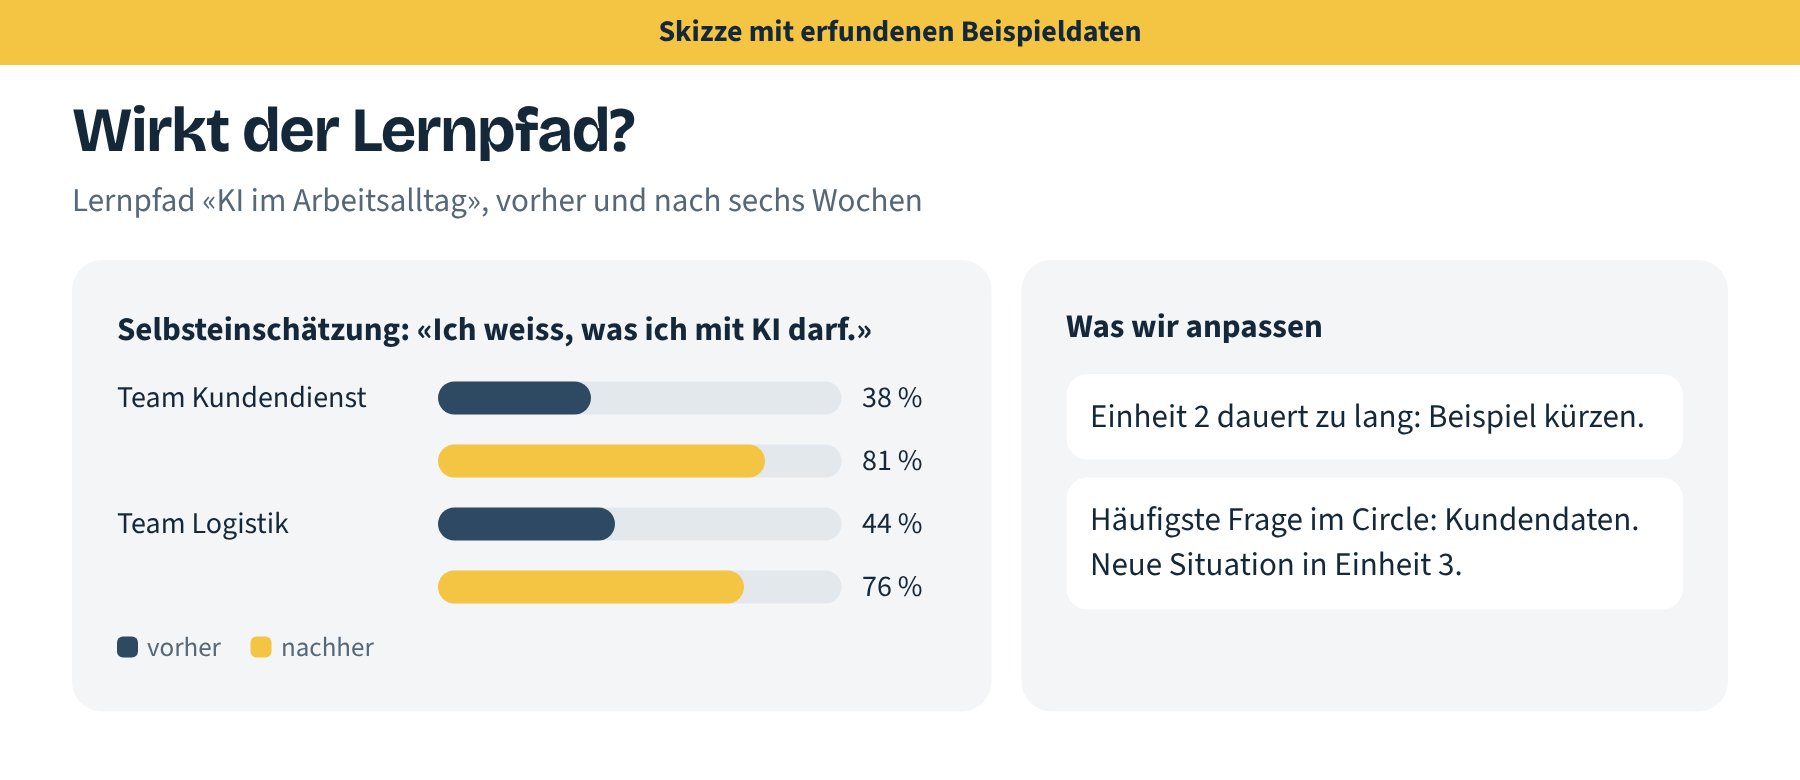 Skizze mit erfundenen Beispieldaten
Wirkt der Lernpfad?
Lernpfad «KI im Arbeitsalltag», vorher und nach sechs Wochen
Selbsteinschätzung: «Ich weiss, was ich mit KI darf.»
Team Kundendienst 38 %
81 %
Team Logistik 44 %
76 %
vorher nachher
Was wir anpassen
Einheit 2 dauert zu lang: Beispiel kürzen.
Häufigste Frage im Circle: Kundendaten.
Neue Situation in Einheit 3.